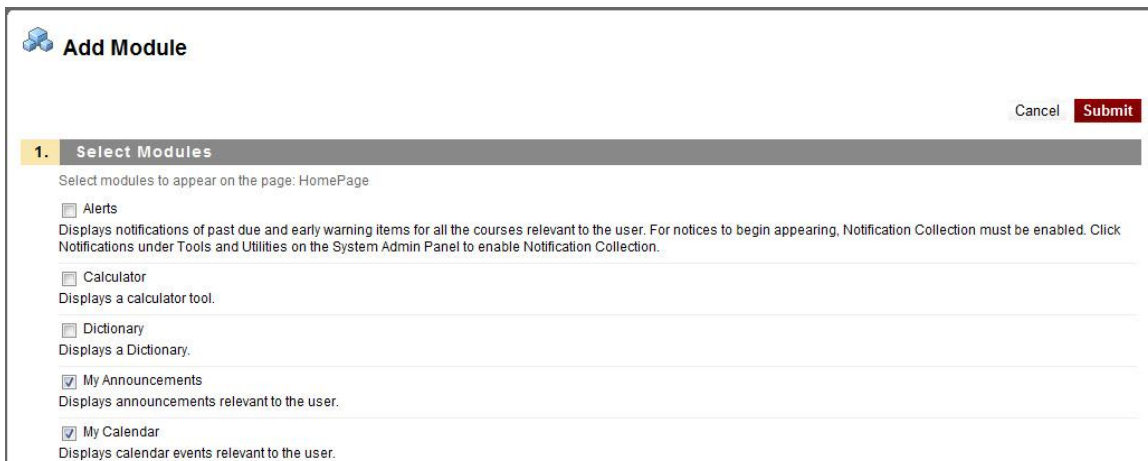 Add Module
Cancel Submit
1. Select Modules
Select modules to appear on the page: HomePage
Alerts
Displays notifications of past due and early warning items for all the courses relevant to the user. For notices to begin appearing, Notification Collection must be enabled. Click
Notifications under Tools and Utilities on the System Admin Panel to enable Notification Collection.
Calculator
Displays a calculator tool.
Dictionary
Displays a Dictionary.
My Announcements
Displays announcements relevant to the user.
My Calendar
Displays calendar events relevant to the user.